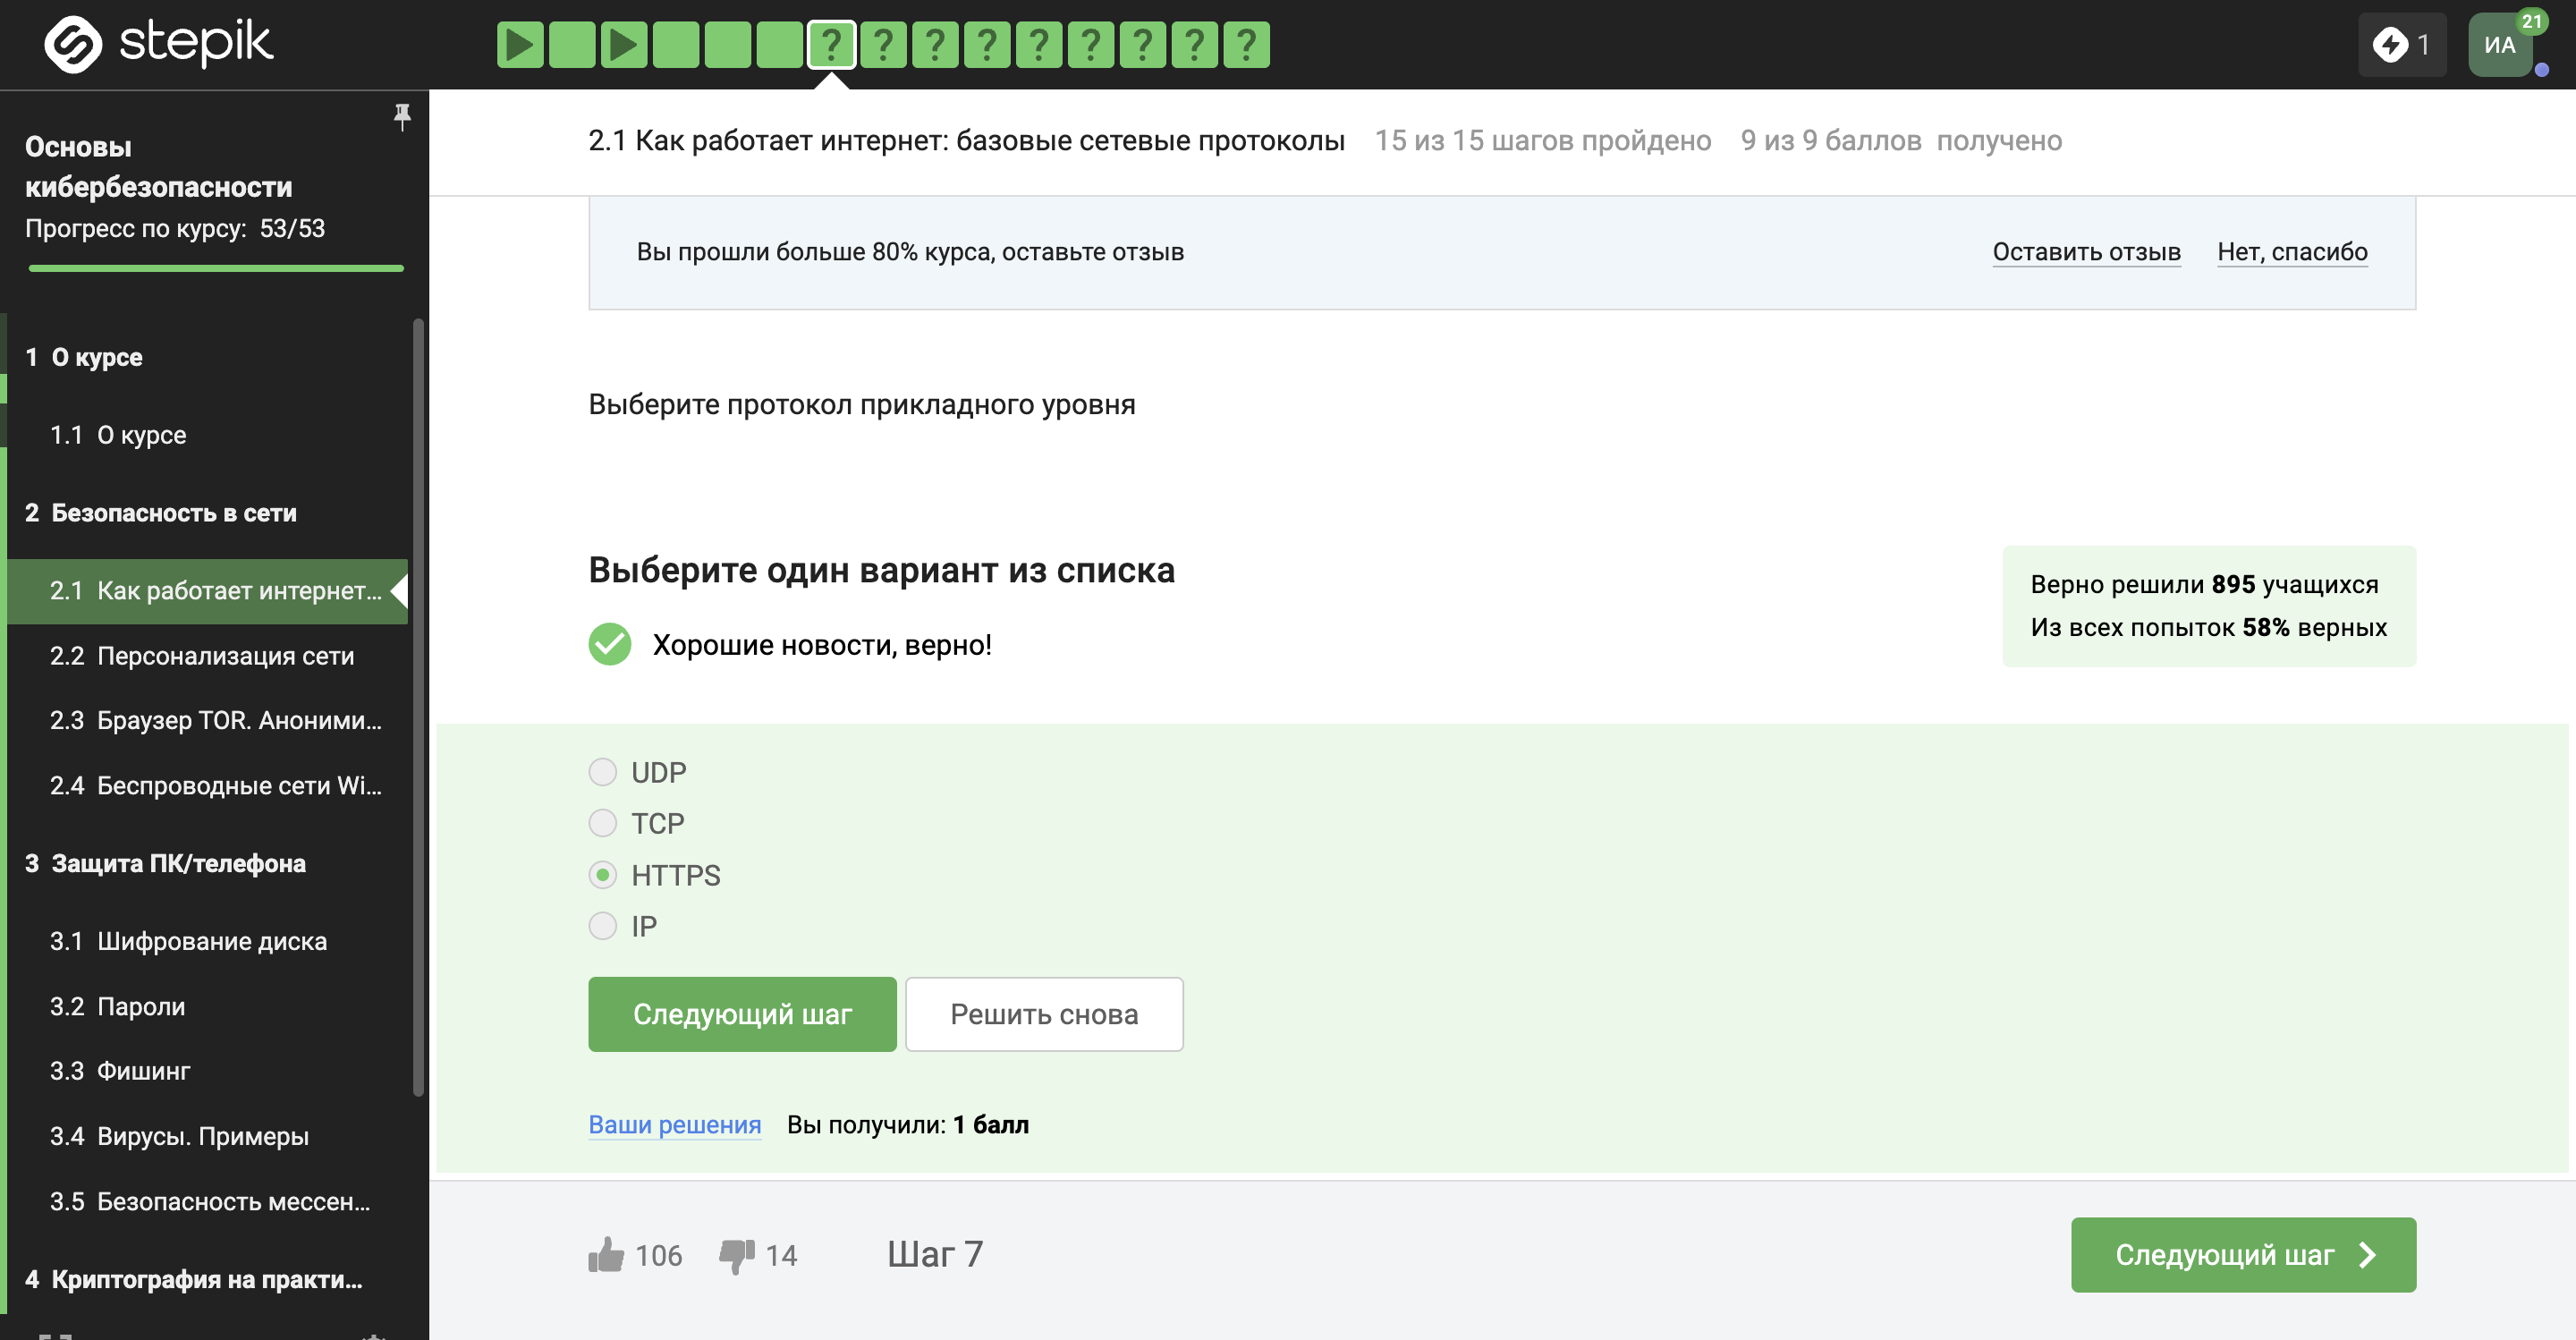 stepik
? ? ? ? ? ? ? ? ?
1
ИА
21
Основы
кибербезопасности
Прогресс по курсу: 53/53
1 О курсе
1.1 О курсе
2 Безопасность в сети
2.1 Как работает интернет...
2.2 Персонализация сети
2.3 Браузер TOR. Аноними...
2.4 Беспроводные сети Wi...
3 Защита ПК/телефона
3.1 Шифрование диска
3.2 Пароли
3.3 Фишинг
3.4 Вирусы. Примеры
3.5 Безопасность мессен...
4 Криптография на практи...
2.1 Как работает интернет: базовые сетевые протоколы 15 из 15 шагов пройдено 9 из 9 баллов получено
Вы прошли больше 80% курса, оставьте отзыв Оставить отзыв Нет, спасибо
Выберите протокол прикладного уровня
Выберите один вариант из списка
Хорошие новости, верно!
Верно решили 895 учащихся
Из всех попыток 58% верных
UDP
TCP
HTTPS
IP
Следующий шаг Решить снова
Ваши решения Вы получили: 1 балл
106 14 Шаг 7 Следующий шаг